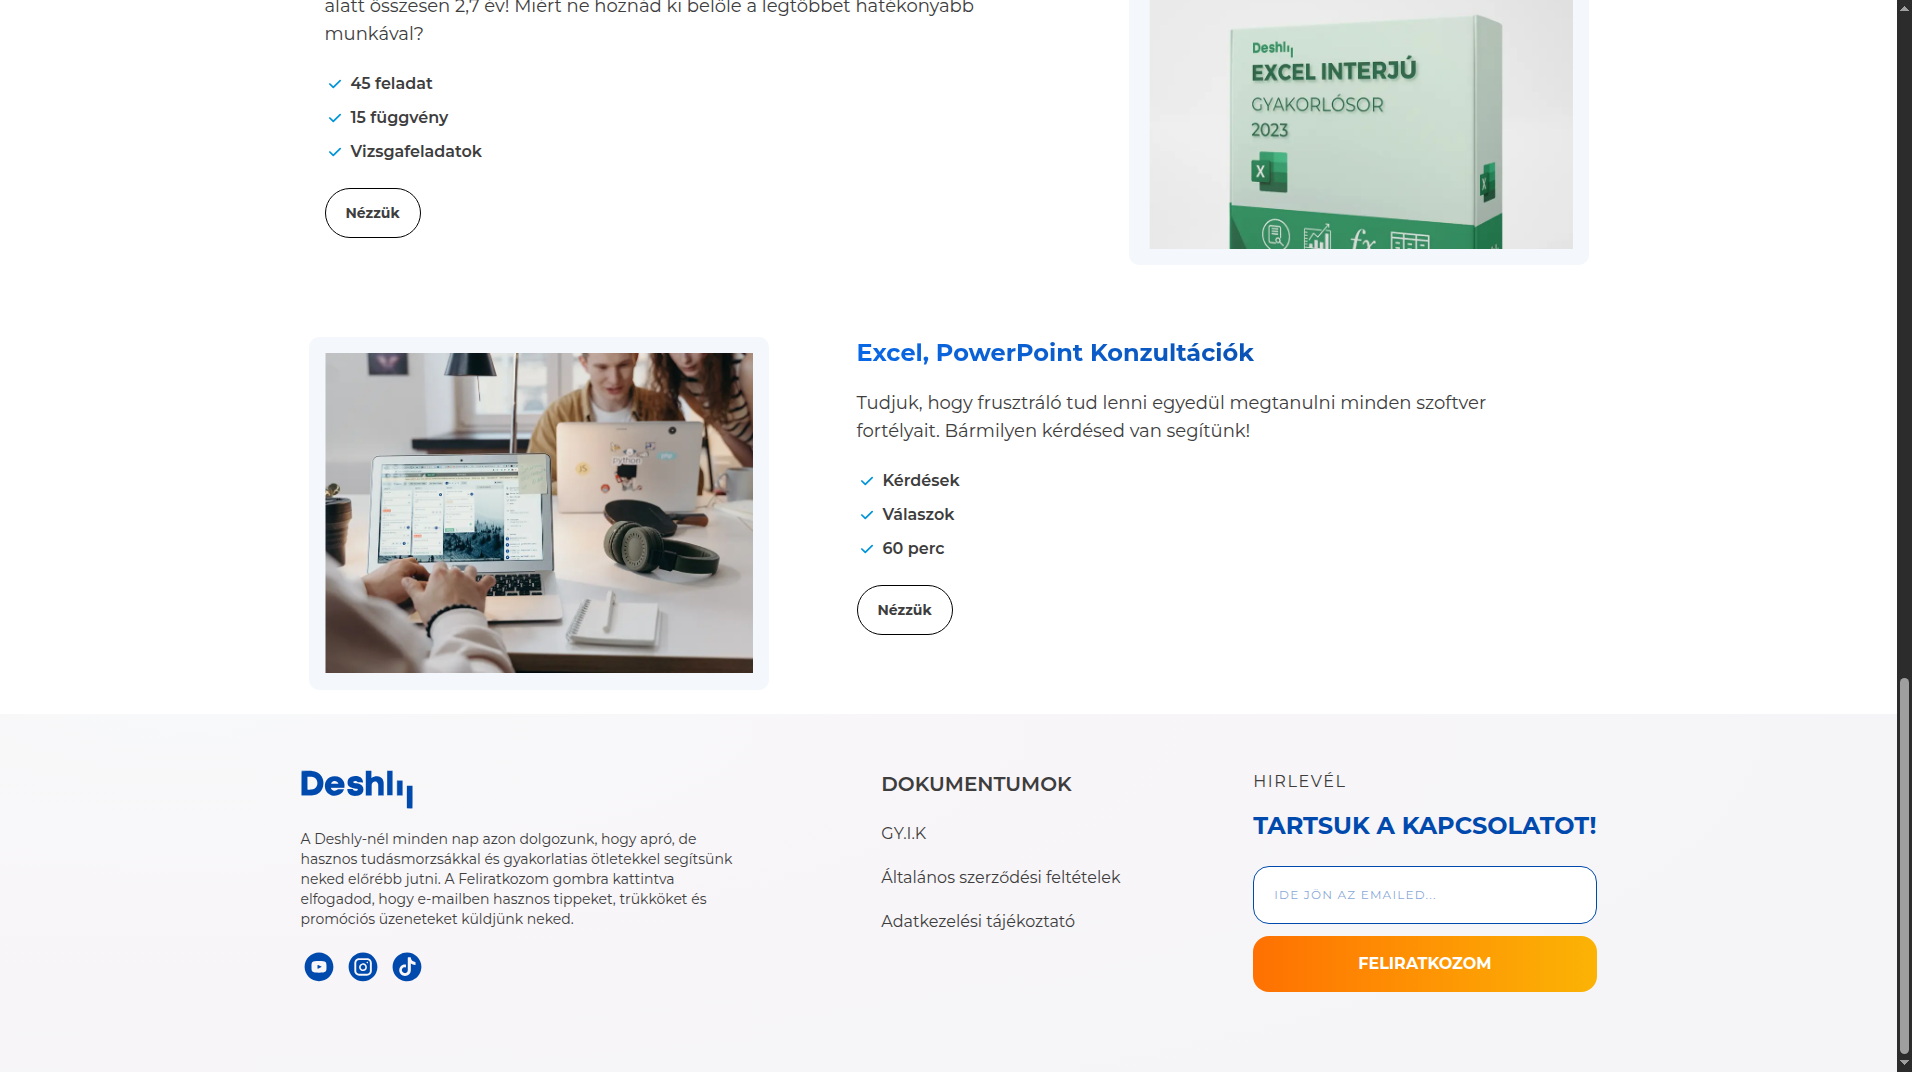 alatt összesen 2,7 év! Miért ne hoznád ki belőle a legtöbbet hatékonyabb
munkával?
45 feladat
15 függvény
Vizsgafeladatok
Nézzük
Deshly
EXCEL INTERJÚ
GYAKORLÓSOR
2023
X
X
fx
Excel, PowerPoint Konzultációk
Tudjuk, hogy frusztráló tud lenni egyedül megtanulni minden szoftver
fortélyait. Bármilyen kérdésed van segítünk!
Kérdések
Válaszok
60 perc
Nézzük
JS
python
Deshly
A Deshly-nél minden nap azon dolgozunk, hogy apró, de
hasznos tudásmorzsákkal és gyakorlatias ötletekkel segítsünk
neked előrébb jutni. A Feliratkozom gombra kattintva
elfogadod, hogy e-mailben hasznos tippeket, trükköket és
promóciós üzeneteket küldjünk neked.
DOKUMENTUMOK
GY.I.K
Általános szerződési feltételek
Adatkezelési tájékoztató
HIRLEVÉL
TARTSUK A KAPCSOLATOT!
IDE JÖN AZ EMAILED...
FELIRATKOZOM